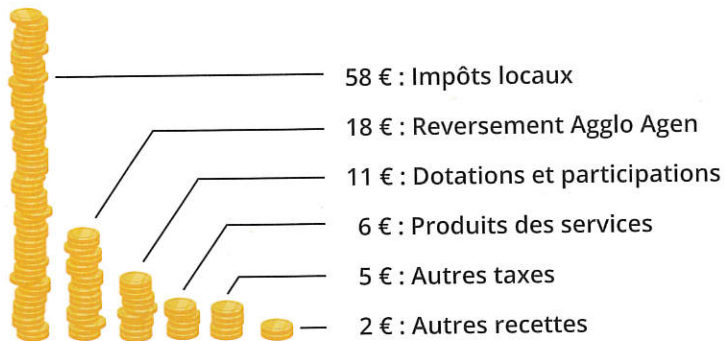 58 € : Impôts locaux
18 € : Reversement Agglo Agen
11 € : Dotations et participations
6 € : Produits des services
5 € : Autres taxes
2 € : Autres recettes